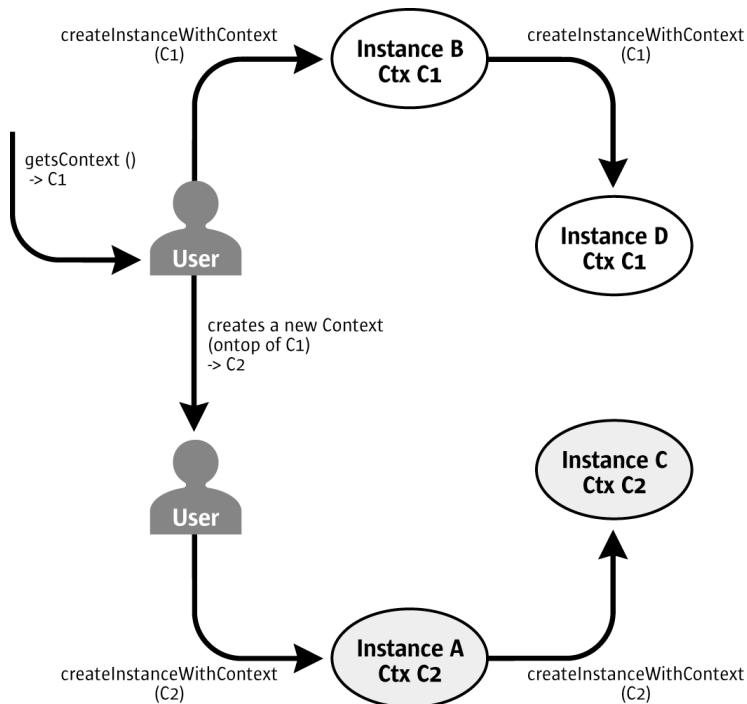 createInstanceWithContext
(C1)
Instance B
Ctx C1
createInstanceWithContext
(C1)
getsContext ()
-> C1
User
Instance D
Ctx C1
creates a new Context
(ontop of C1)
-> C2
User
Instance C
Ctx C2
createInstanceWithContext
(C2)
Instance A
Ctx C2
createInstanceWithContext
(C2)